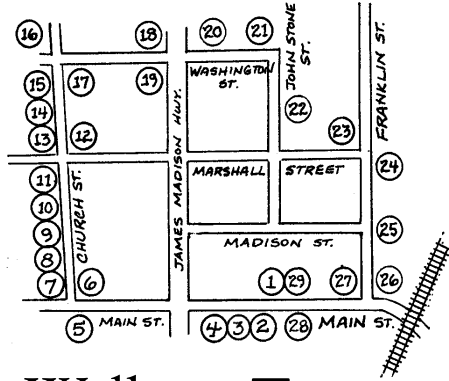 16 18 20 21
JOHN STONE ST.
FRANKLIN ST.
15 17 19 WASHINGTON ST.
14
JAMES MADISON HWY.
22
13 12 23
MARSHALL STREET
24
11
10
CHURCH ST.
9
MADISON ST.
25
8
7 6 1 29 27 26
5 MAIN ST. 4 3 2 28 MAIN ST.